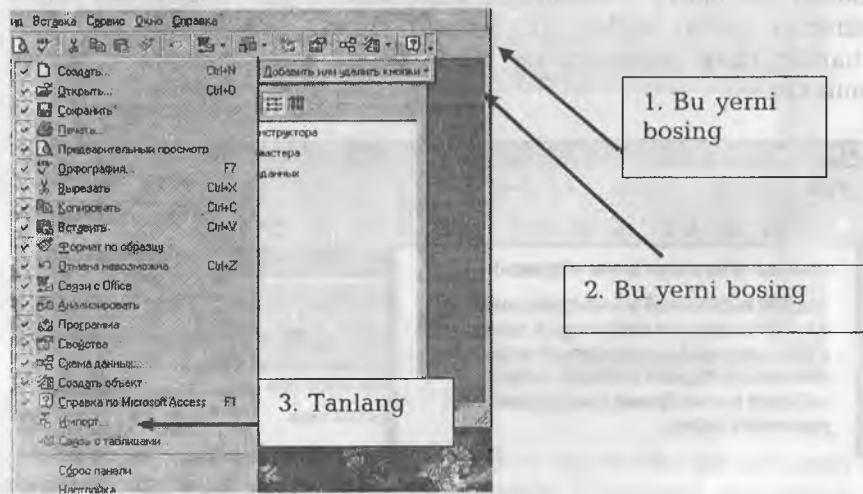 ид Вставка Сервис Окно Справка
Добавить или удалить кнопки
Создать... Ctrl+N
Открыть... Ctrl+O
Сохранить
Печать...
Предварительный просмотр
Орфография... F7
Вырезать Ctrl+X
Копировать Ctrl+C
Вставить Ctrl+V
Формат по образцу
Отмена невозможна Ctrl+Z
Связи с Office
Анализировать
Программа
Свойства
Схема данных...
Создать объект
Справка по Microsoft Access F1
Импорт...
Связь с таблицами
Сброс панели
Настройка
нструктора
мастера
данных
1. Bu yerni
bosing
2. Bu yerni bosing
3. Tanlang